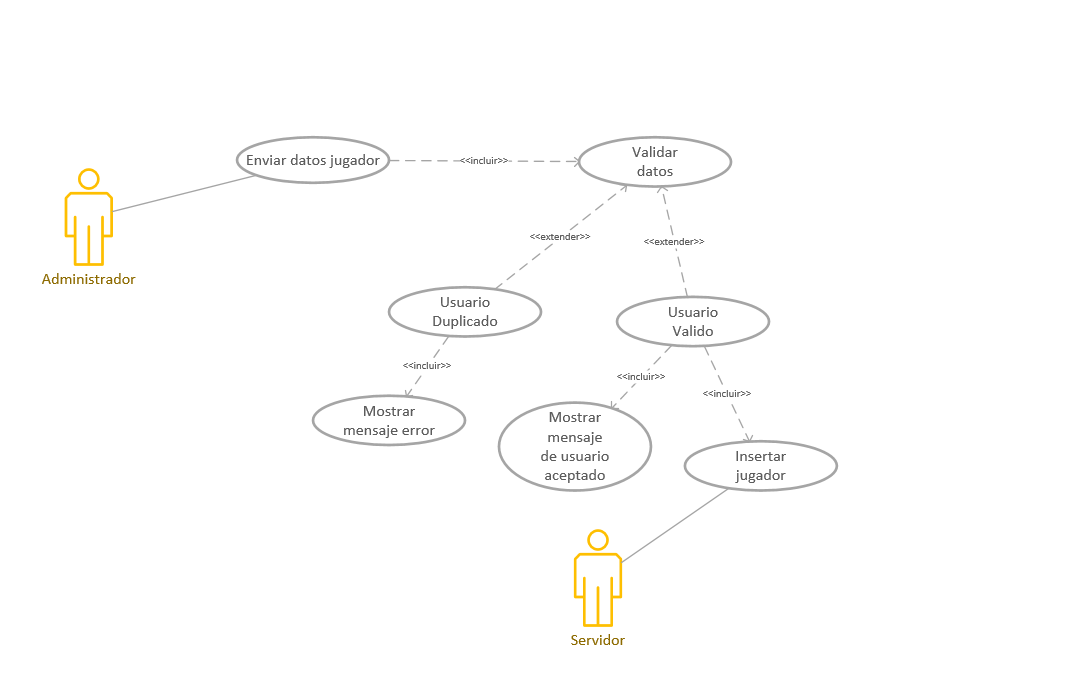 Enviar datos jugador
<<incluir>>
Validar
datos
Administrador
<<extender>>
<<extender>>
Usuario
Duplicado
Usuario
Valido
<<incluir>>
<<incluir>>
<<incluir>>
Mostrar
mensaje error
Mostrar
mensaje
de usuario
aceptado
Insertar
jugador
Servidor